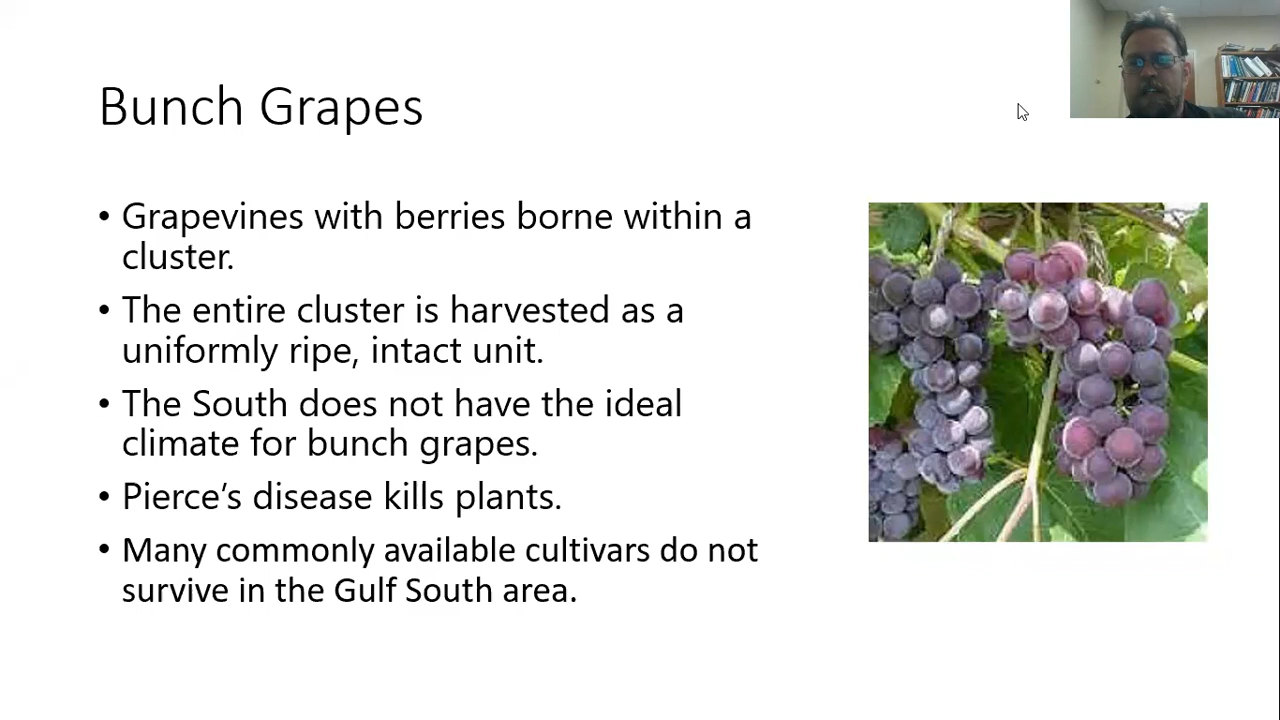 Bunch Grapes
• Grapevines with berries borne within a
cluster.
• The entire cluster is harvested as a
uniformly ripe, intact unit.
• The South does not have the ideal
climate for bunch grapes.
• Pierce’s disease kills plants.
• Many commonly available cultivars do not
survive in the Gulf South area.